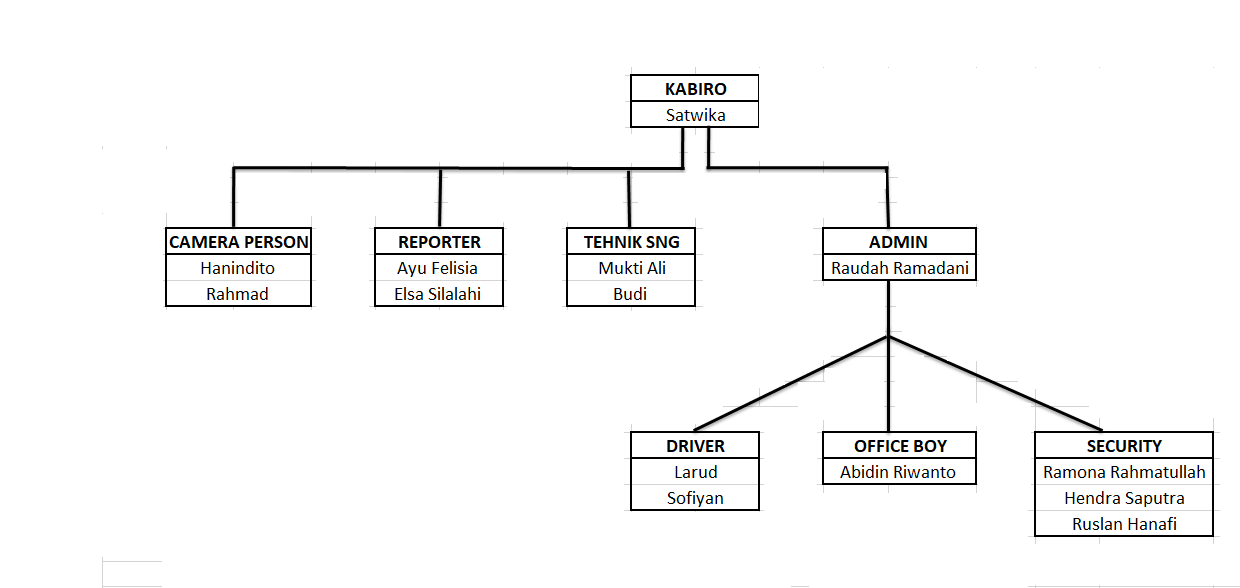 KABIRO
Satwika
CAMERA PERSON
Hanindito
Rahmad
REPORTER
Ayu Felisia
Elsa Silalahi
TEHNIK SNG
Mukti Ali
Budi
ADMIN
Raudah Ramadani
DRIVER
Larud
Sofiyan
OFFICE BOY
Abidin Riwanto
SECURITY
Ramona Rahmatullah
Hendra Saputra
Ruslan Hanafi